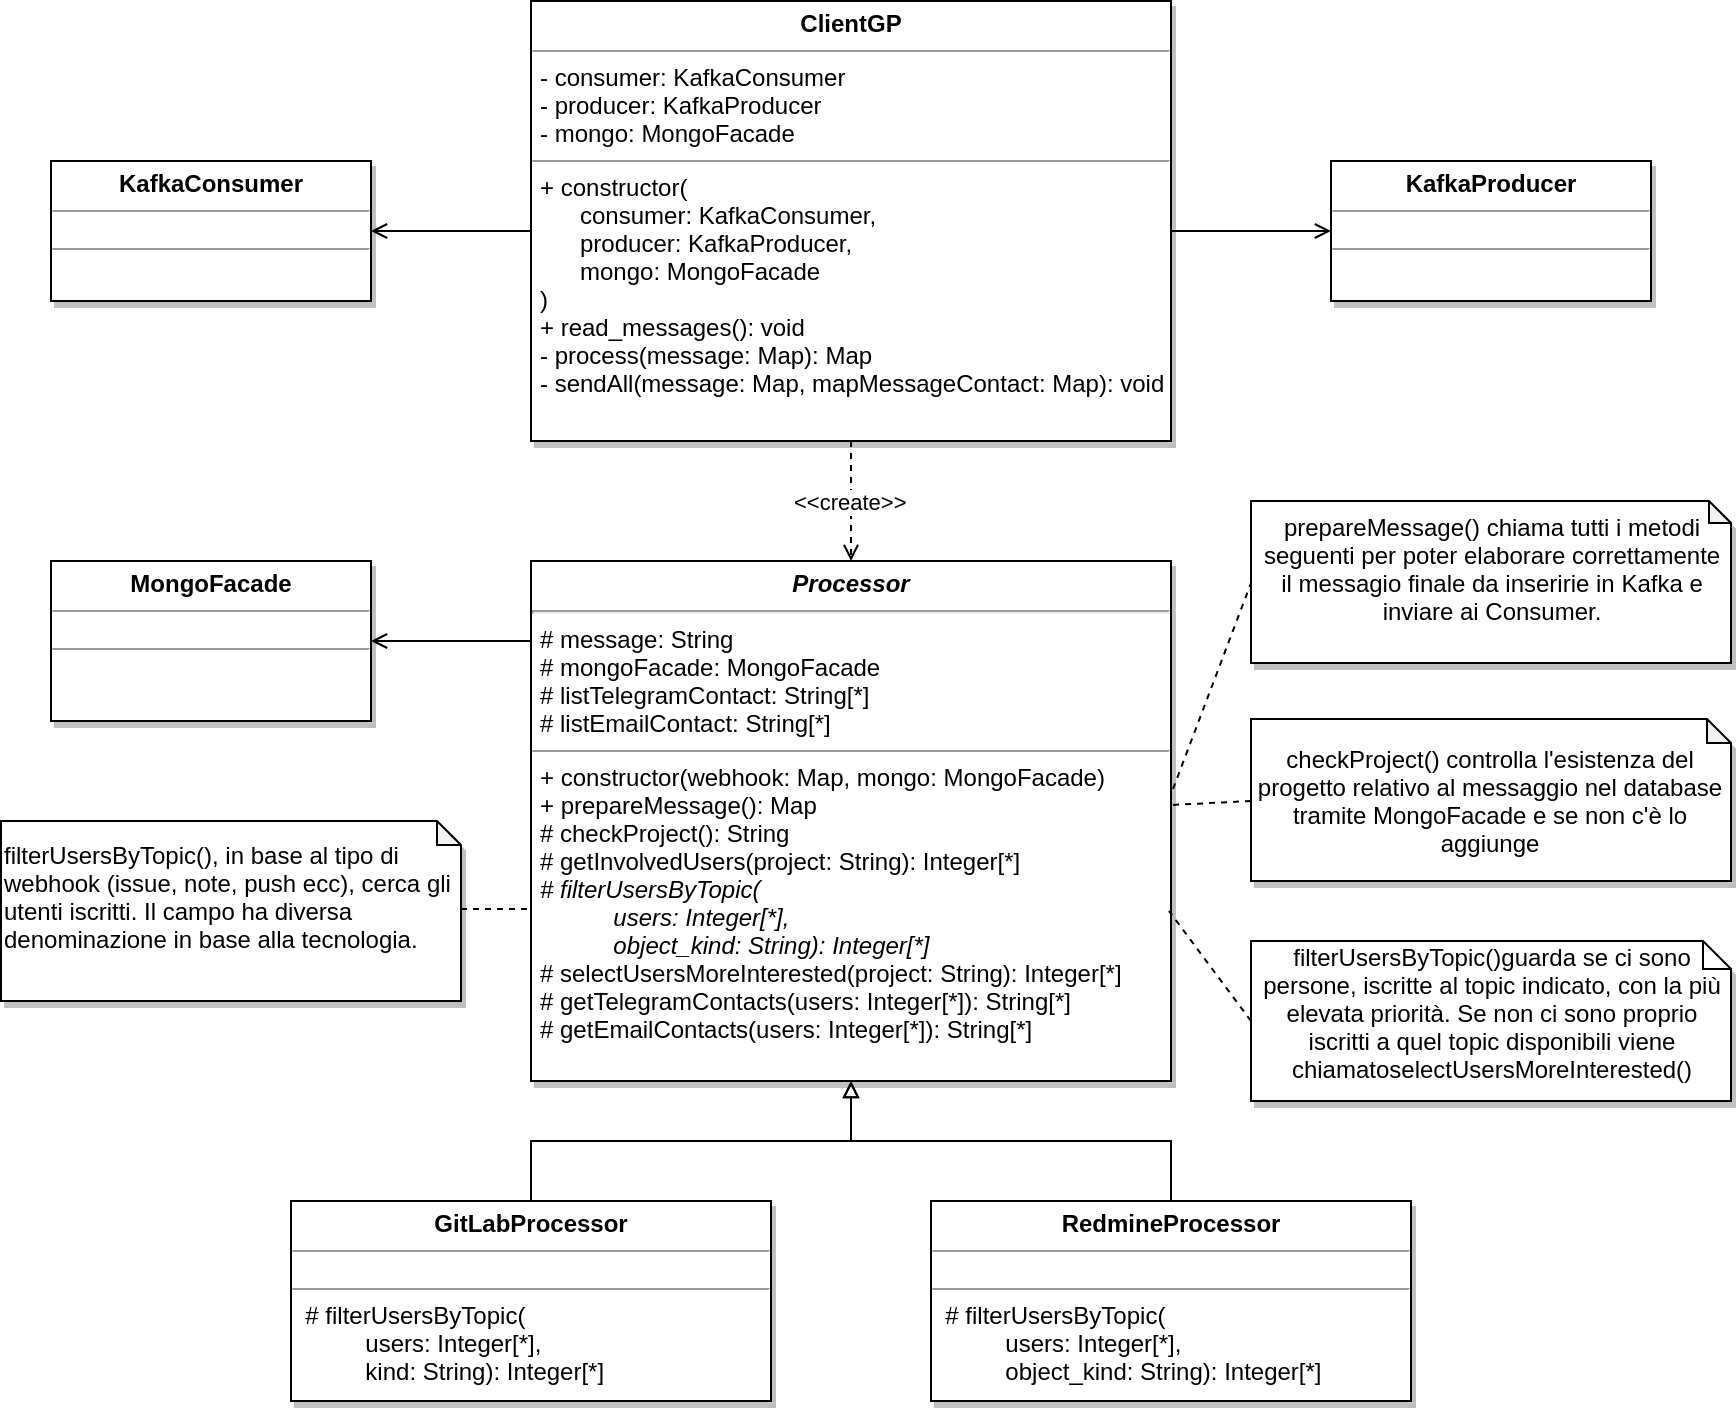 ClientGP
- consumer: KafkaConsumer
- producer: KafkaProducer
- mongo: MongoFacade
+ constructor(
consumer: KafkaConsumer,
producer: KafkaProducer,
mongo: MongoFacade
)
+ read_messages(): void
- process(message: Map): Map
- sendAll(message: Map, mapMessageContact: Map): void
KafkaConsumer
KafkaProducer
<<create>>
MongoFacade
Processor
# message: String
# mongoFacade: MongoFacade
# listTelegramContact: String[*]
# listEmailContact: String[*]
+ constructor(webhook: Map, mongo: MongoFacade)
+ prepareMessage(): Map
# checkProject(): String
# getInvolvedUsers(project: String): Integer[*]
# filterUsersByTopic(
users: Integer[*],
object_kind: String): Integer[*]
# selectUsersMoreInterested(project: String): Integer[*]
# getTelegramContacts(users: Integer[*]): String[*]
# getEmailContacts(users: Integer[*]): String[*]
prepareMessage() chiama tutti i metodi
seguenti per poter elaborare correttamente
il messagio finale da inseririe in Kafka e
inviare ai Consumer.
checkProject() controlla l'esistenza del
progetto relativo al messaggio nel database
tramite MongoFacade e se non c'è lo
aggiunge
filterUsersByTopic(), in base al tipo di
webhook (issue, note, push ecc), cerca gli
utenti iscritti. Il campo ha diversa
denominazione in base alla tecnologia.
filterUsersByTopic()guarda se ci sono
persone, iscritte al topic indicato, con la più
elevata priorità. Se non ci sono proprio
iscritti a quel topic disponibili viene
chiamatoselectUsersMoreInterested()
GitLabProcessor
# filterUsersByTopic(
users: Integer[*],
kind: String): Integer[*]
RedmineProcessor
# filterUsersByTopic(
users: Integer[*],
object_kind: String): Integer[*]